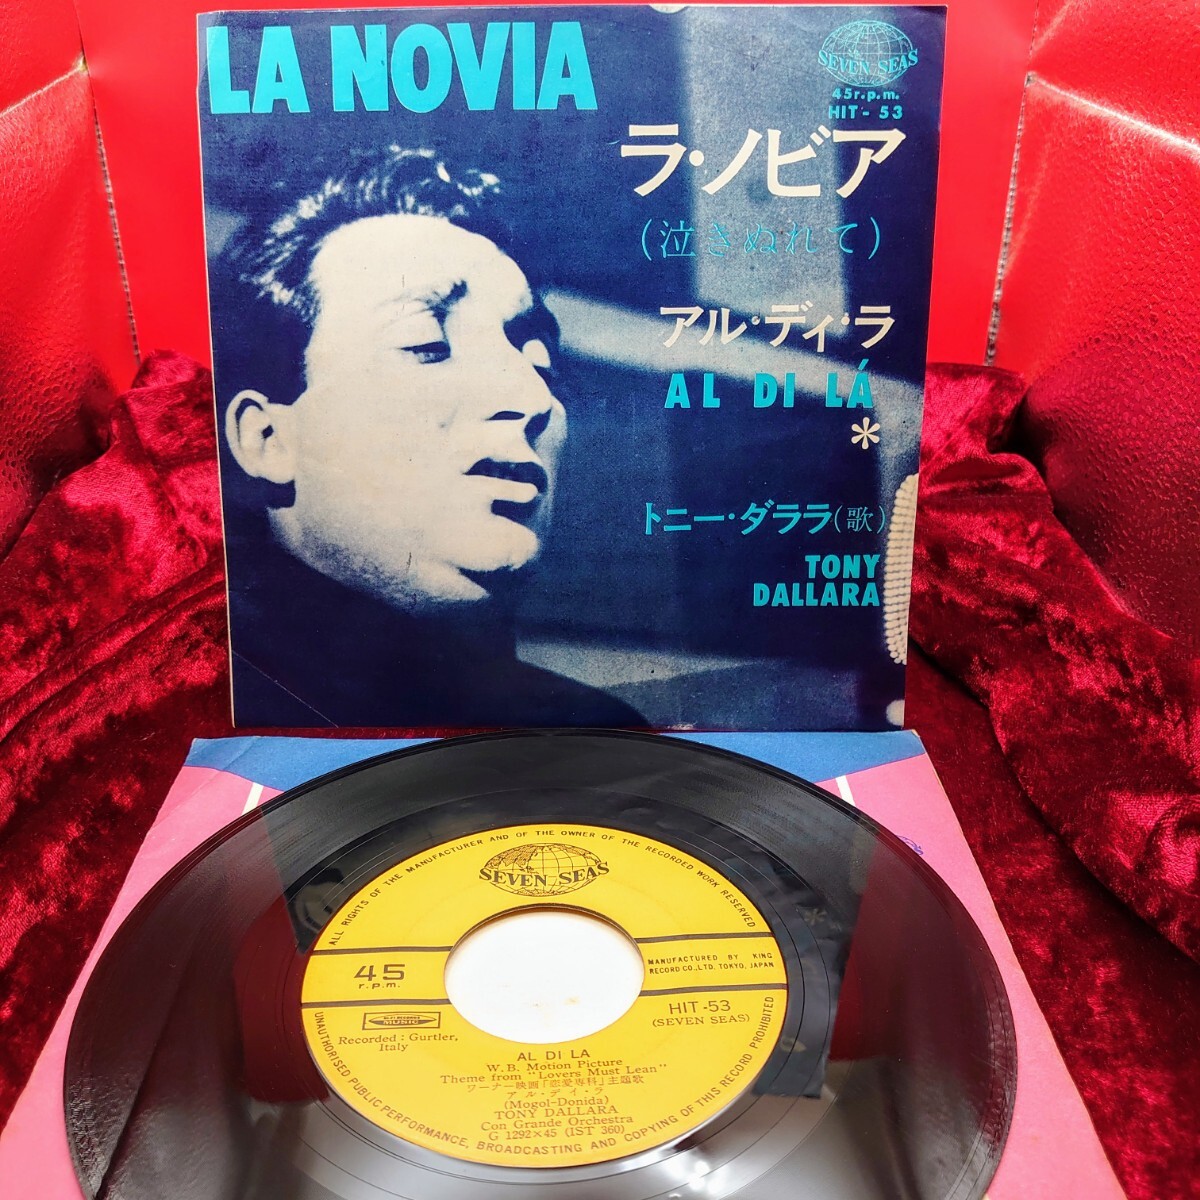 LA NOVIA
SEVEN SEAS
45r.p.m.
HIT - 53
ラ・ノビア
(泣きぬれて)
アル・ディ・ラ
AL DI LÁ
*
トニー・ダララ(歌)
TONY
DALLARA
ALL RIGHTS OF THE MANUFACTURER AND OF THE OWNER OF THE RECORDED WORK RESERVED
SEVEN SEAS
45
r.p.m.
MANUFACTURED BY KING
RECORD CO., LTD. TOKYO, JAPAN
HIT-53
(SEVEN SEAS)
MUSIC
Recorded : Gurtler,
Italy
AL DI LA
W.B. Motion Picture
Theme from "Lovers Must Lean"
ワーナー映画「恋愛専科」主題歌
アル・デイ・ラ
(Mogol-Donida)
TONY DALLARA
Con Grande Orchestra
G 1292×45 (IST 360)
UNAUTHORISED PUBLIC PERFORMANCE, BROADCASTING AND COPYING OF THIS RECORD PROHIBITED